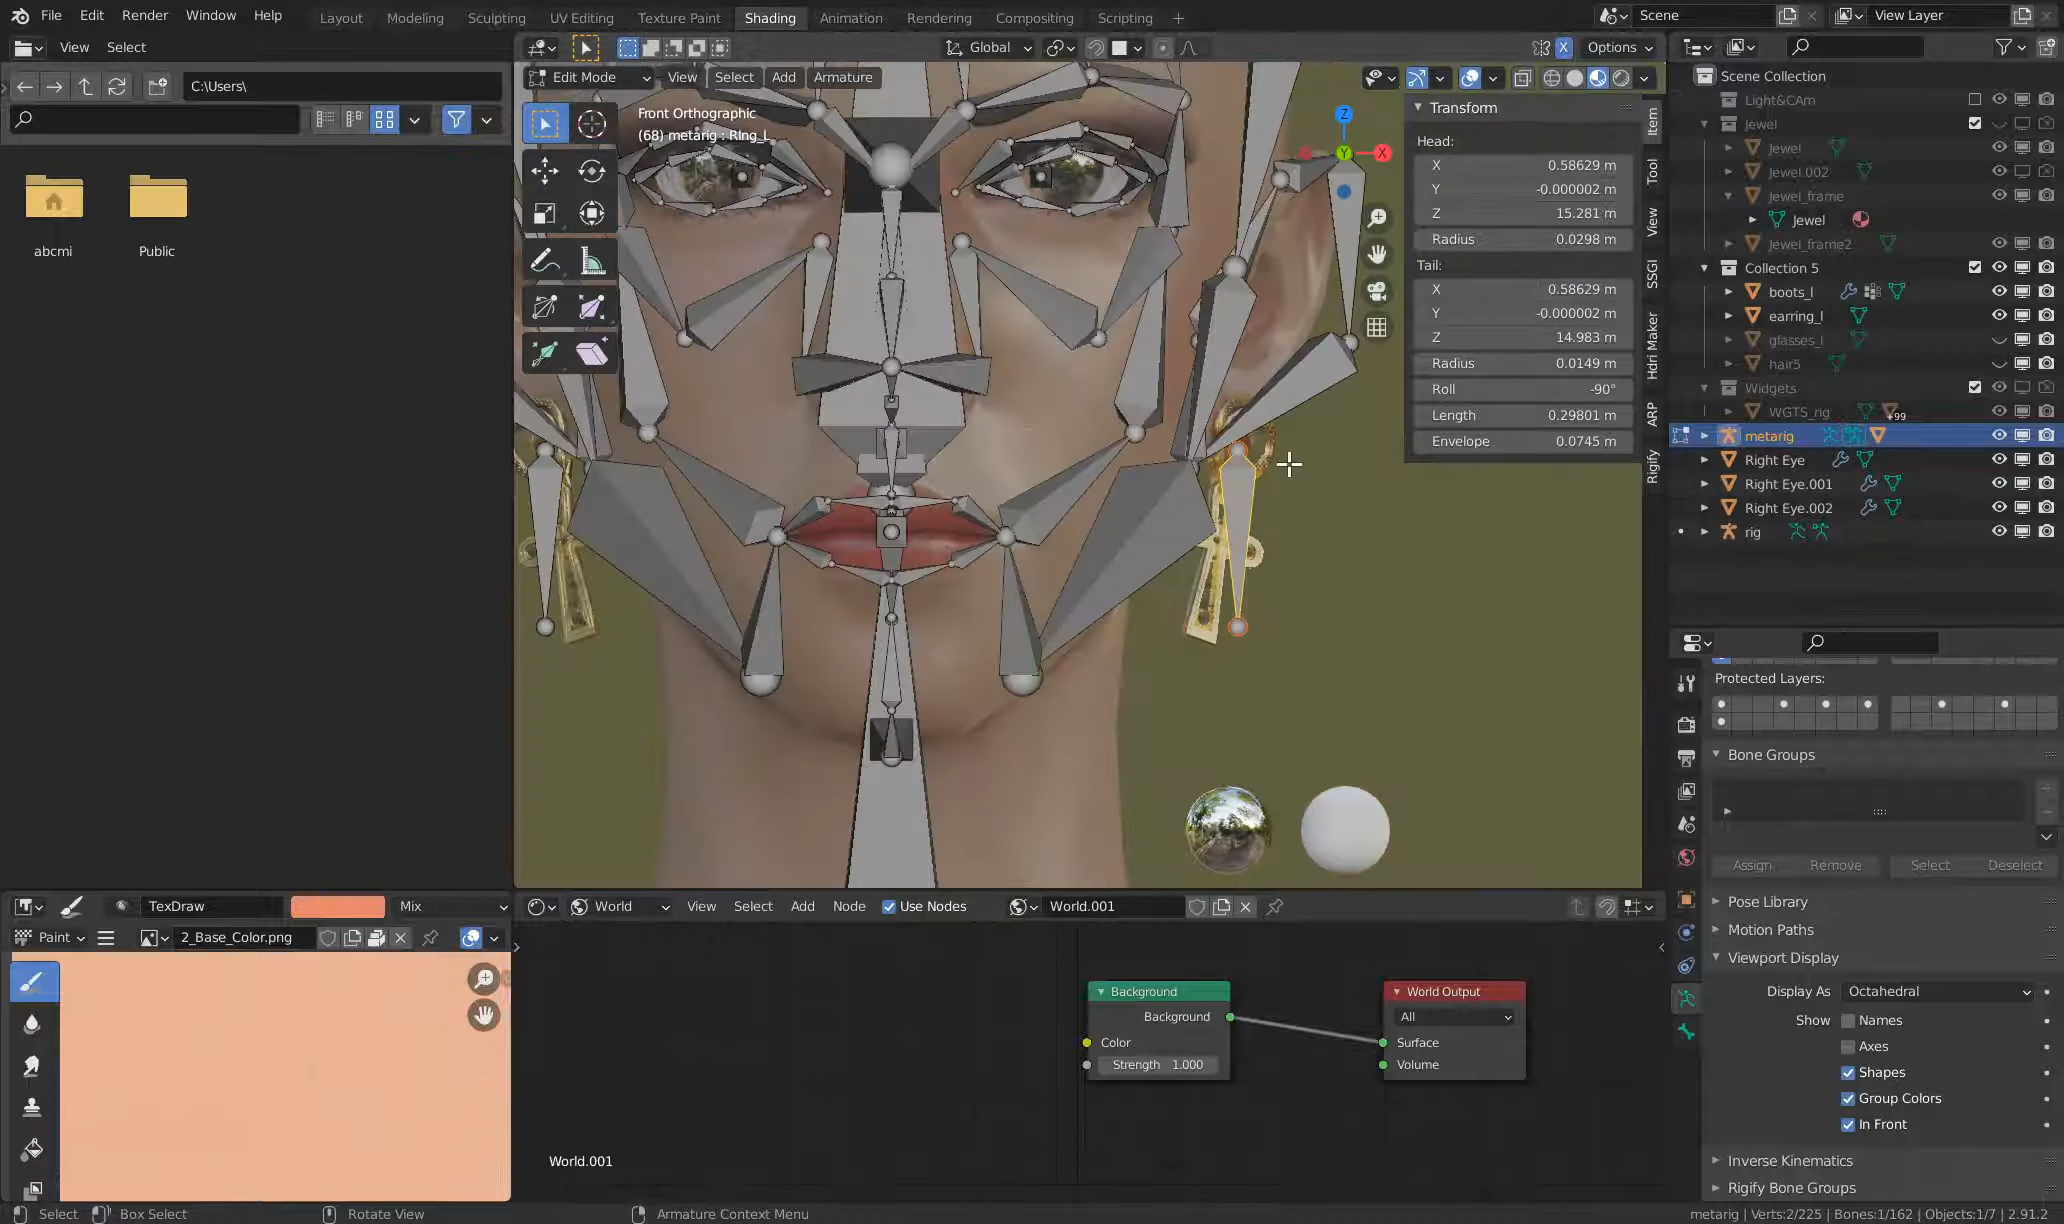 File Edit Render Window Help
Layout Modeling Sculpting UV Editing Texture Paint Shading Animation Rendering Compositing Scripting +
Scene
View Layer
View Select
Global
Options
C:\Users\
Edit Mode View Select Add Armature
Front Orthographic
(68) metarig : RIng_L
abcmi
Public
Z
Y
X
Transform
Head:
X 0.58629 m
Y -0.000002 m
Z 15.281 m
Radius 0.0298 m
Tail:
X 0.58629 m
Y -0.000002 m
Z 14.983 m
Radius 0.0149 m
Roll -90°
Length 0.29801 m
Envelope 0.0745 m
Item
Tool
View
SSGI
Hdri Maker
ARP
Rigify
Scene Collection
Light&CAm
Jewel
Jewel
Jewel.002
Jewel_frame
Jewel
Jewel_frame2
Collection 5
boots_l
earring_l
glasses_l
hair5
Widgets
WGTS_rig
+99
metarig
Right Eye
Right Eye.001
Right Eye.002
rig
Protected Layers:
Bone Groups
Assign Remove Select Deselect
Pose Library
Motion Paths
Viewport Display
Display As Octahedral
Show Names
Axes
Shapes
Group Colors
In Front
Inverse Kinematics
Rigify Bone Groups
TexDraw Mix
Paint 2_Base_Color.png
World View Select Add Node Use Nodes World.001
Background
Background
Color
Strength 1.000
World Output
All
Surface
Volume
World.001
Select Box Select Rotate View Armature Context Menu
metarig | Verts:2/225 | Bones:1/162 | Objects:1/7 | 2.91.2